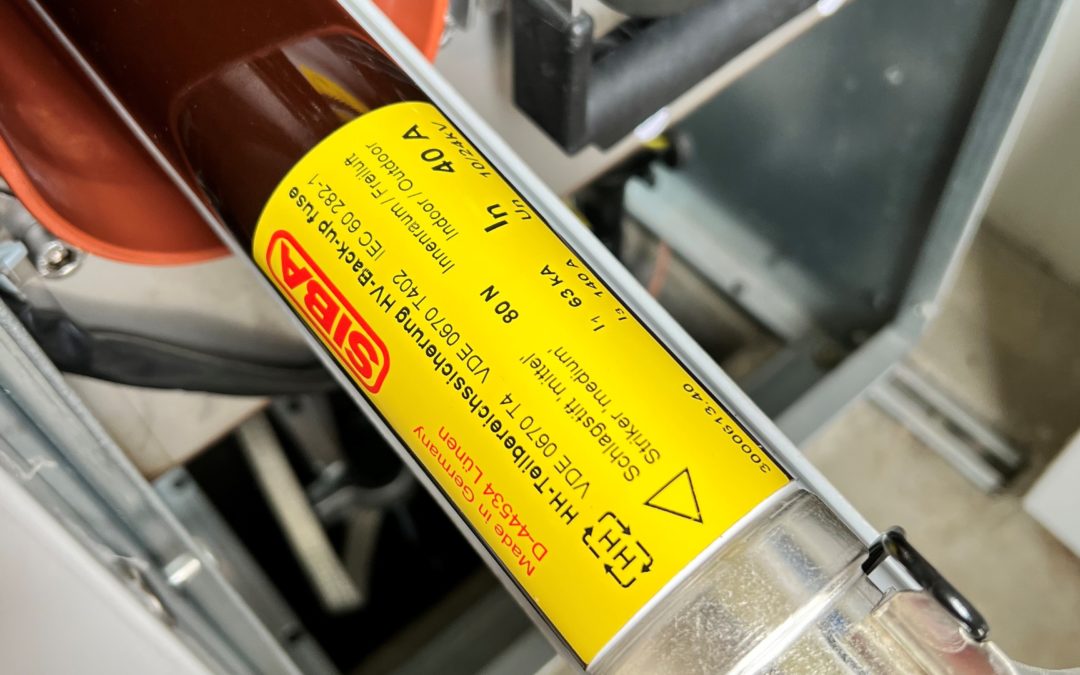 Made in Germany
D-44534 Lünen
SIBA
HH-Teilbereichssicherung HV-Back-up fuse
HH
VDE 0670 T4 VDE 0670 T402 IEC 60 282-1
Schlagstift 'mittel' 80 N Innenraum / Freiluft
Striker 'medium' Indoor / Outdoor
I₁ 63 kA In 40 A
I₃ 140 A Un 10/24kV
3000613.40